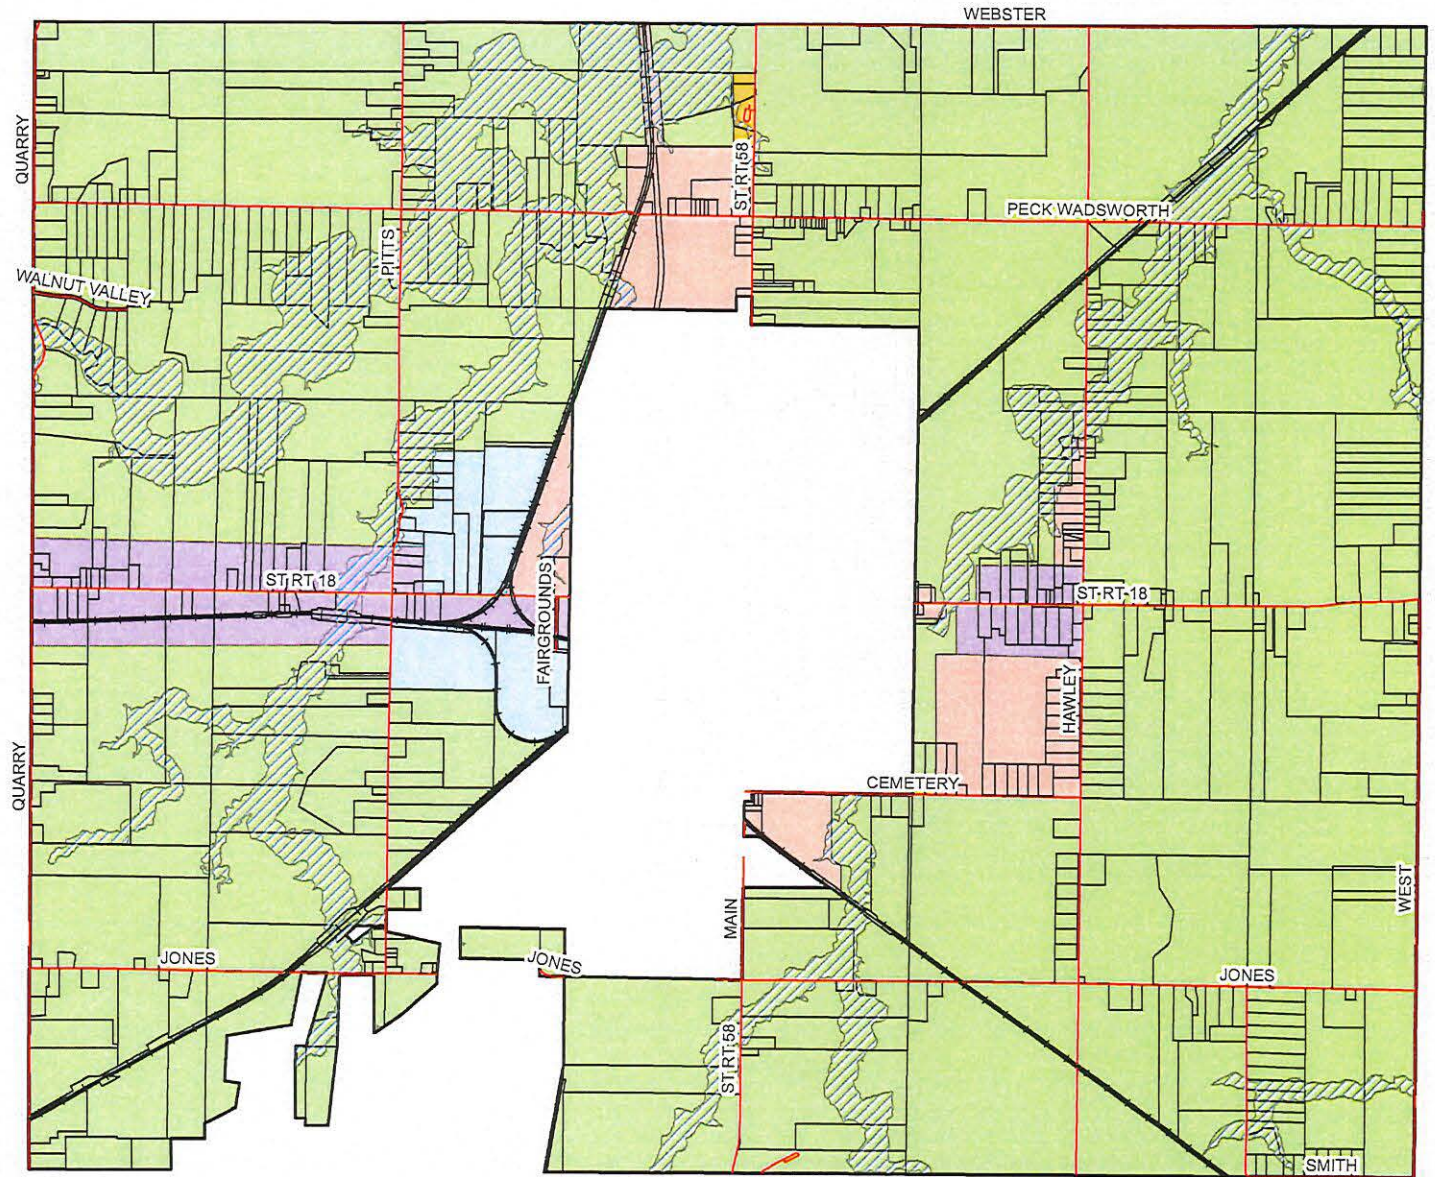 WEBSTER
QUARRY
ST RT 58
PECK WADSWORTH
PITTS
WALNUT VALLEY
ST RT 18
ST RT 18
FAIRGROUNDS
HAWLEY
QUARRY
CEMETERY
WEST
MAIN
JONES
JONES
JONES
ST RT 58
SMITH